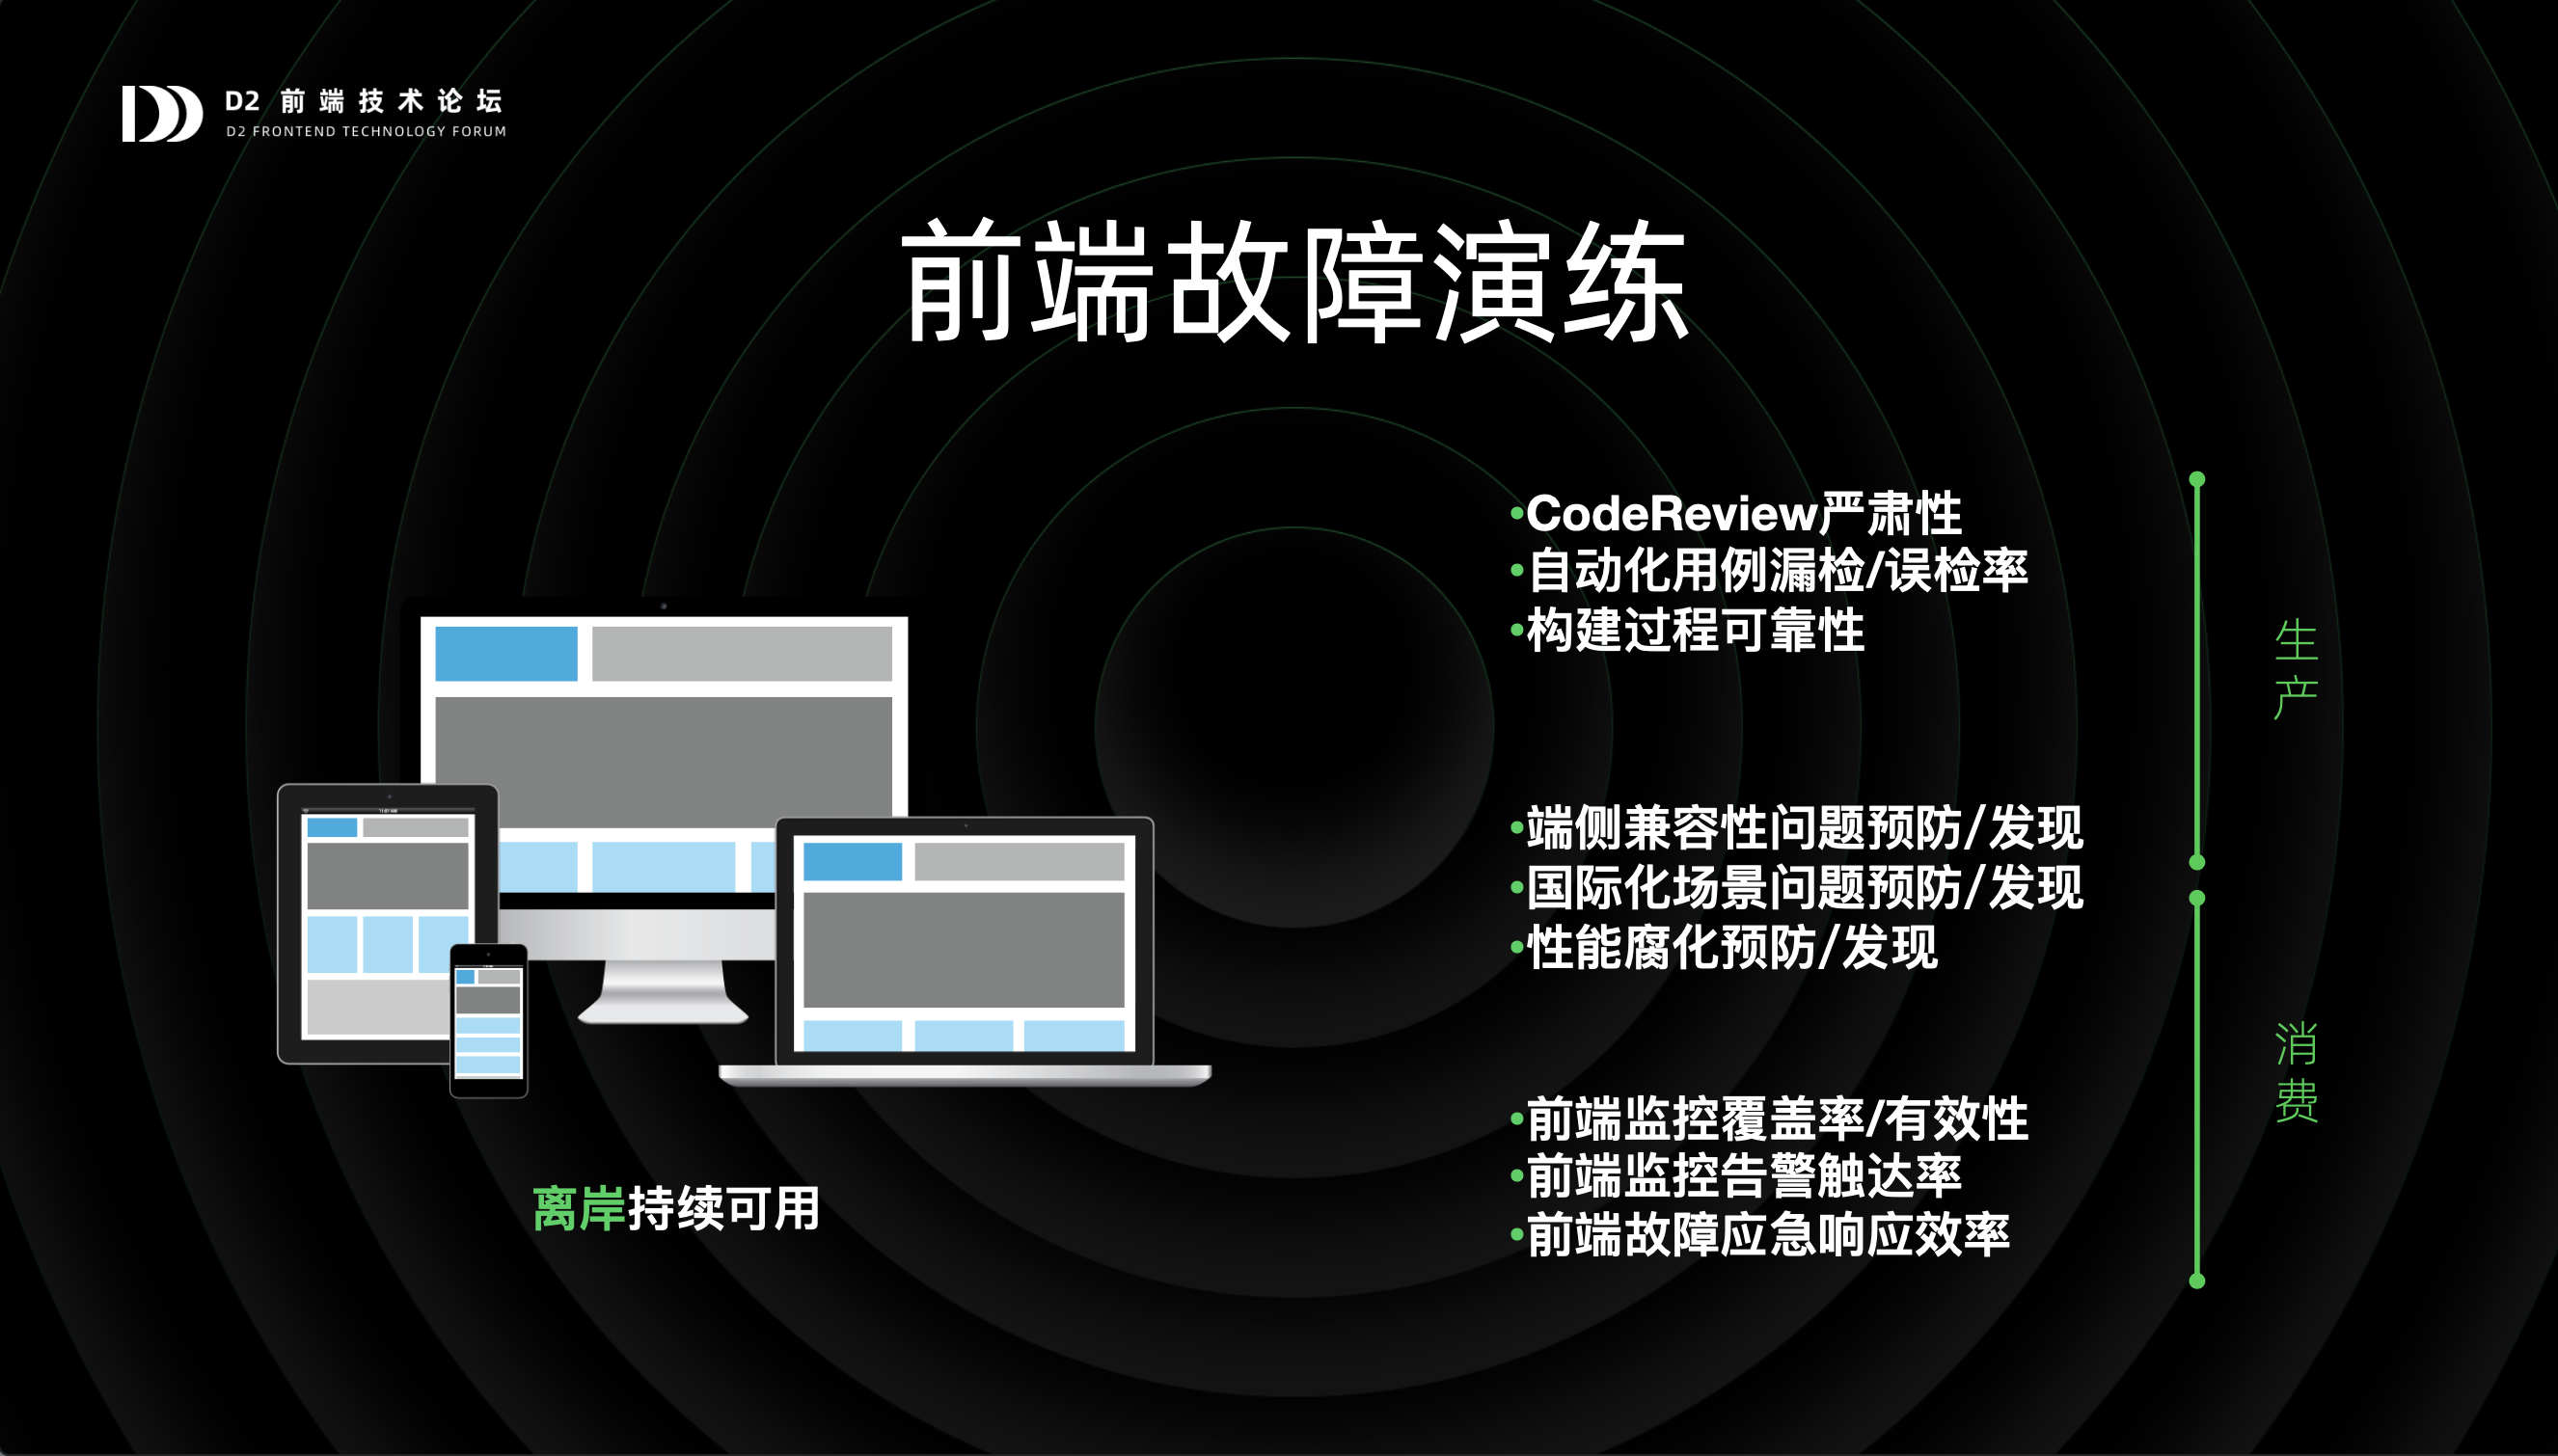 D2 前端技术论坛
D2 FRONTEND TECHNOLOGY FORUM
前端故障演练
•CodeReview严肃性
•自动化用例漏检/误检率
•构建过程可靠性
生产
•端侧兼容性问题预防/发现
•国际化场景问题预防/发现
•性能腐化预防/发现
消费
•前端监控覆盖率/有效性
•前端监控告警触达率
•前端故障应急响应效率
离岸持续可用